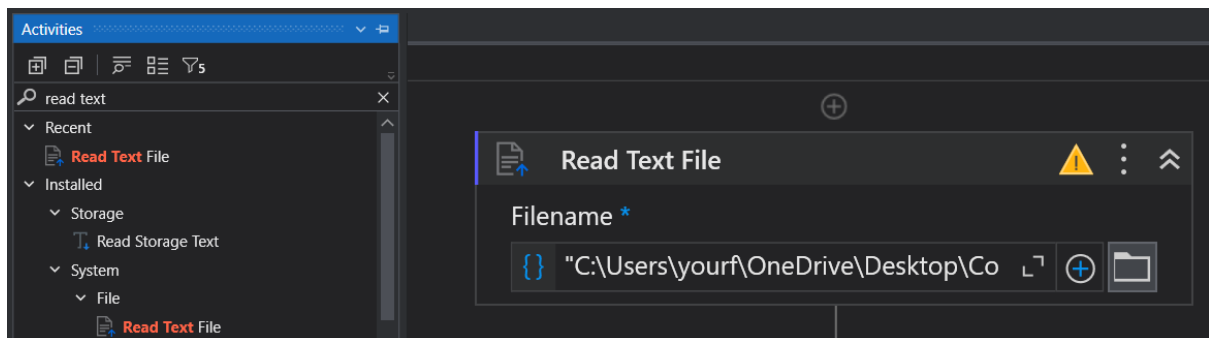 Activities
5
read text
Recent
Read Text File
Installed
Storage
Read Storage Text
System
File
Read Text File
Read Text File
Filename *
"C:\Users\yourf\OneDrive\Desktop\Co